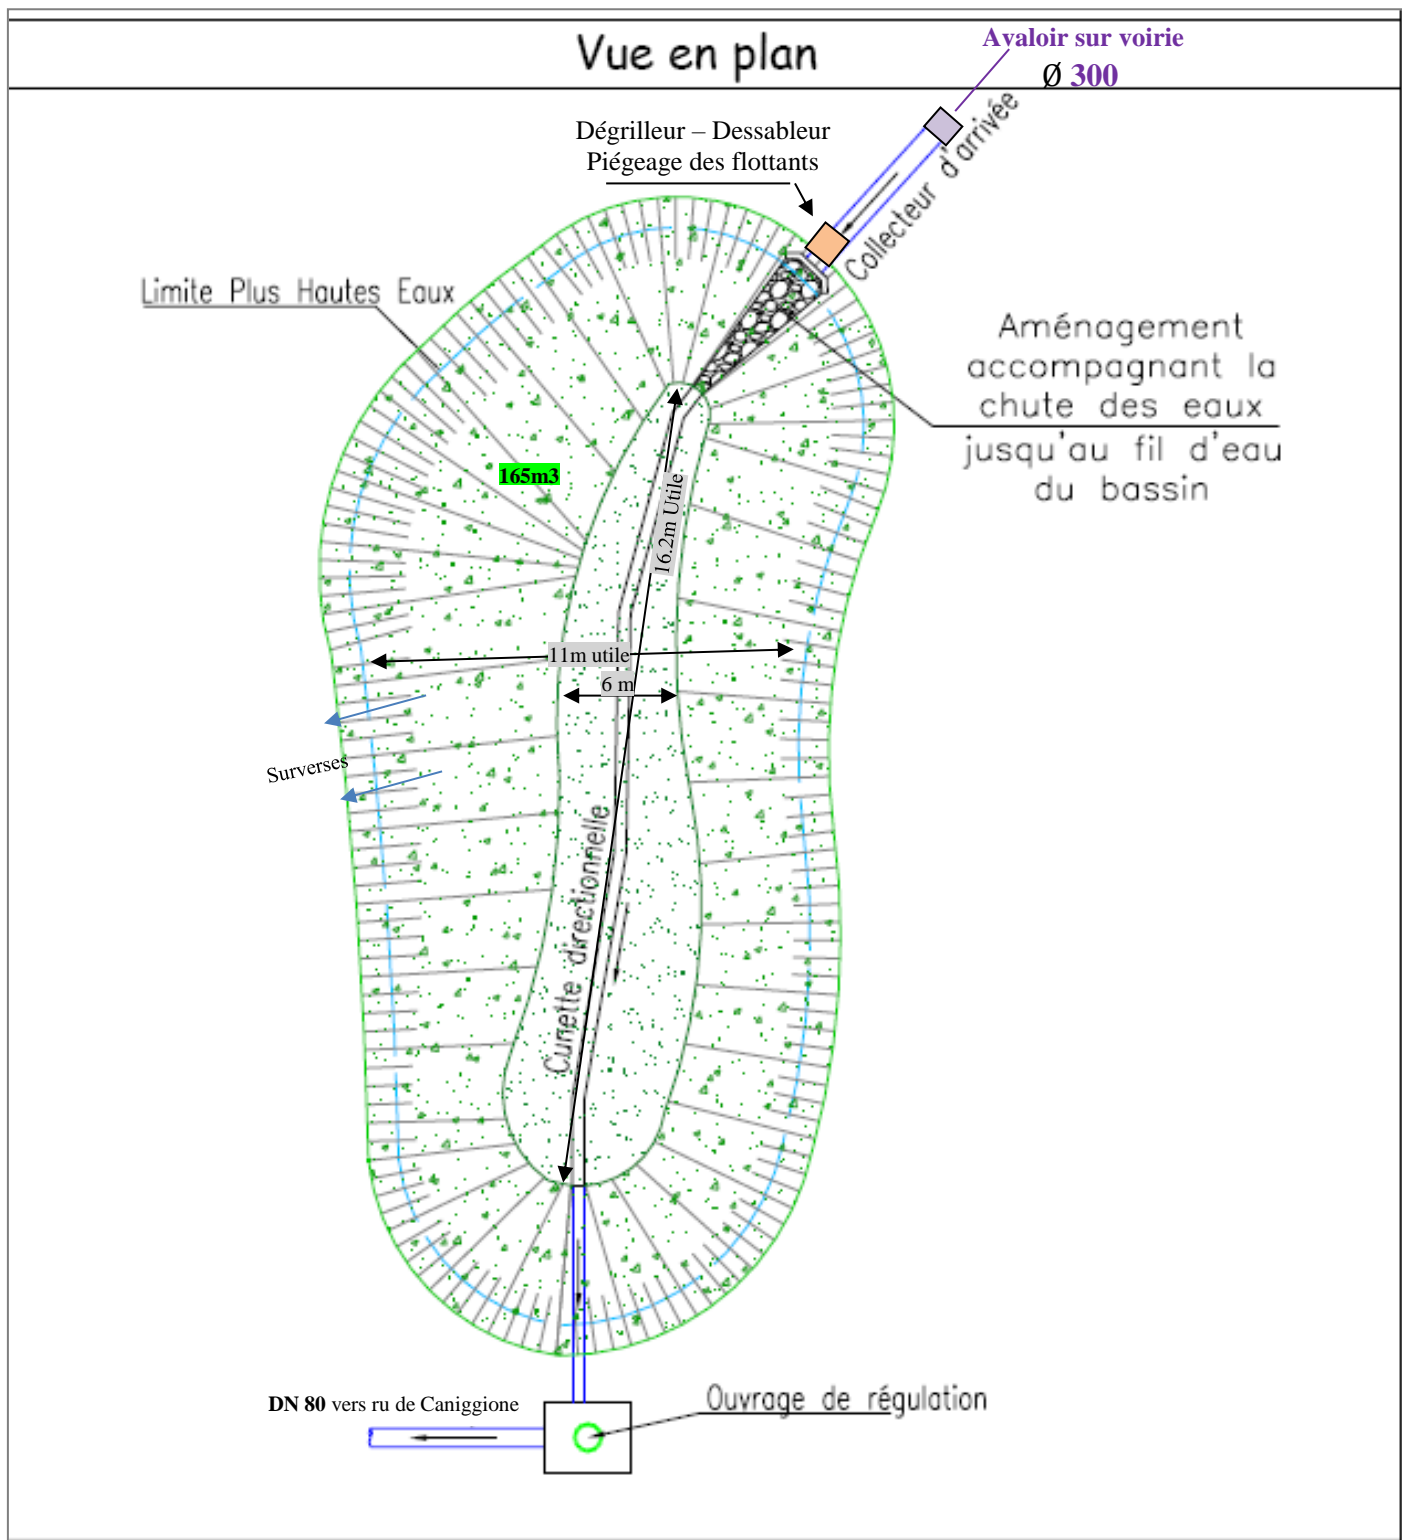 Vue en plan
Avaloir sur voirie
Ø 300
Dégrilleur – Dessableur
Piégeage des flottants
Collecteur d'arrivée
Limite Plus Hautes Eaux
Aménagement
accompagnant la
chute des eaux
jusqu'au fil d'eau
du bassin
165m3
16.2m Utile
11m utile
6 m
Surverses
Cunette directionnelle
DN 80 vers ru de Caniggione
Ouvrage de régulation